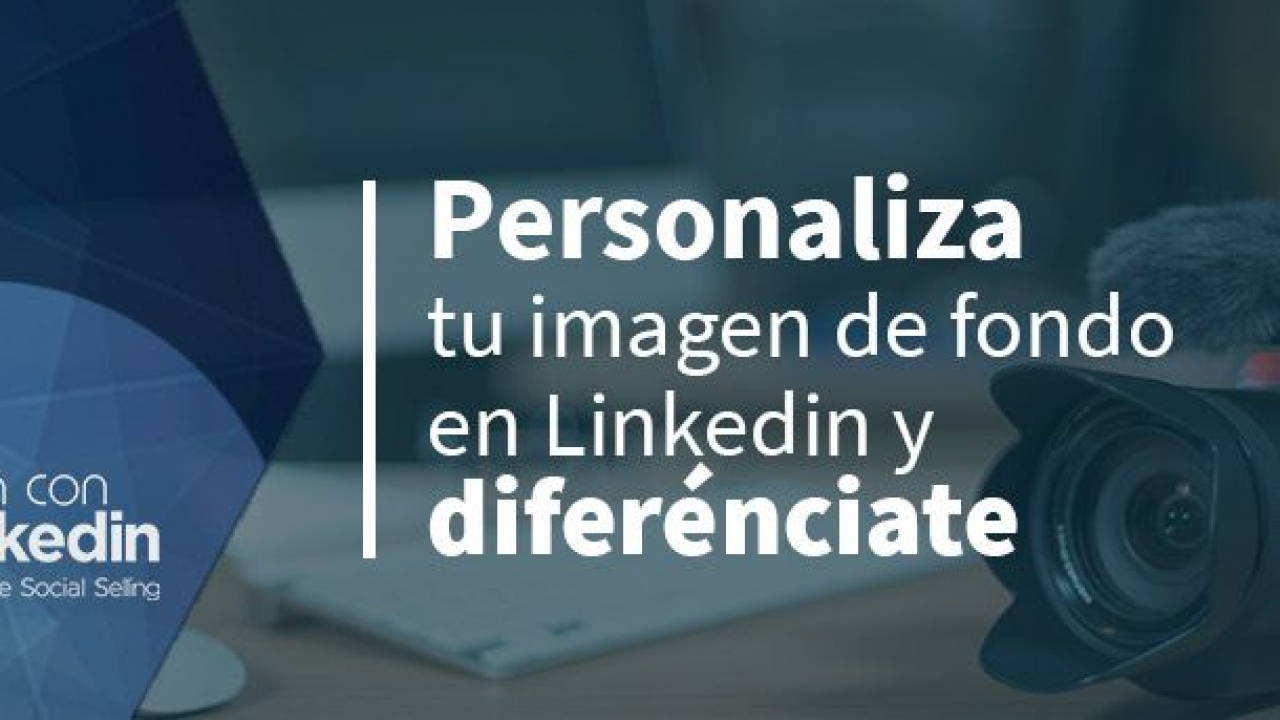 Personaliza
tu imagen de fondo
en Linkedin y
diferénciate
con
kedin
Social Selling